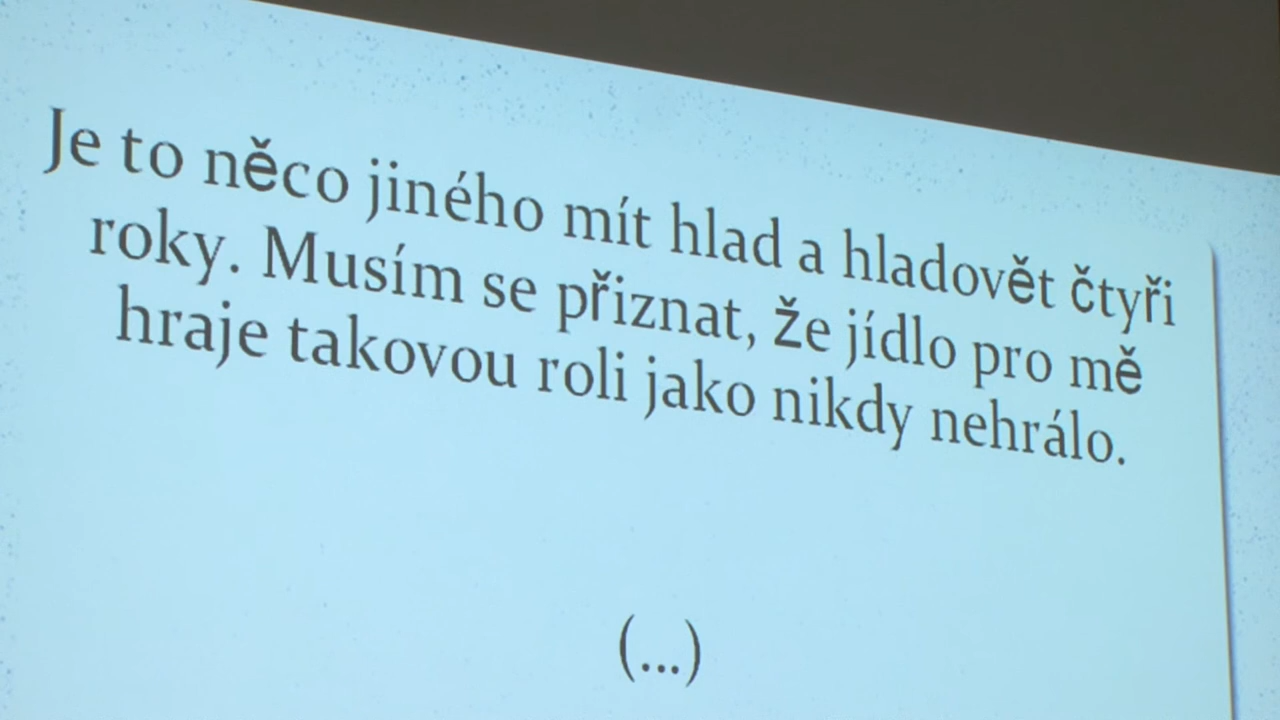 Je to něco jiného mít hlad a hladovět čtyři
roky. Musím se přiznat, že jídlo pro mě
hraje takovou roli jako nikdy nehrálo.
(...)